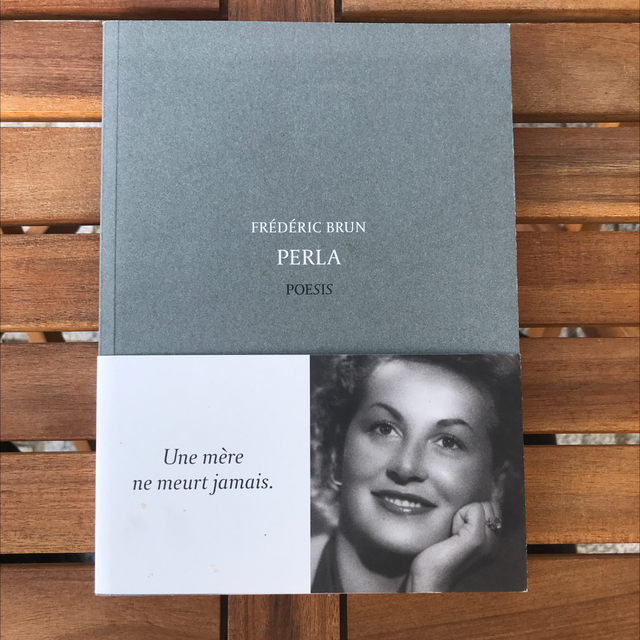 FRÉDÉRIC BRUN
PERLA
POESIS
Une mère
ne meurt jamais.